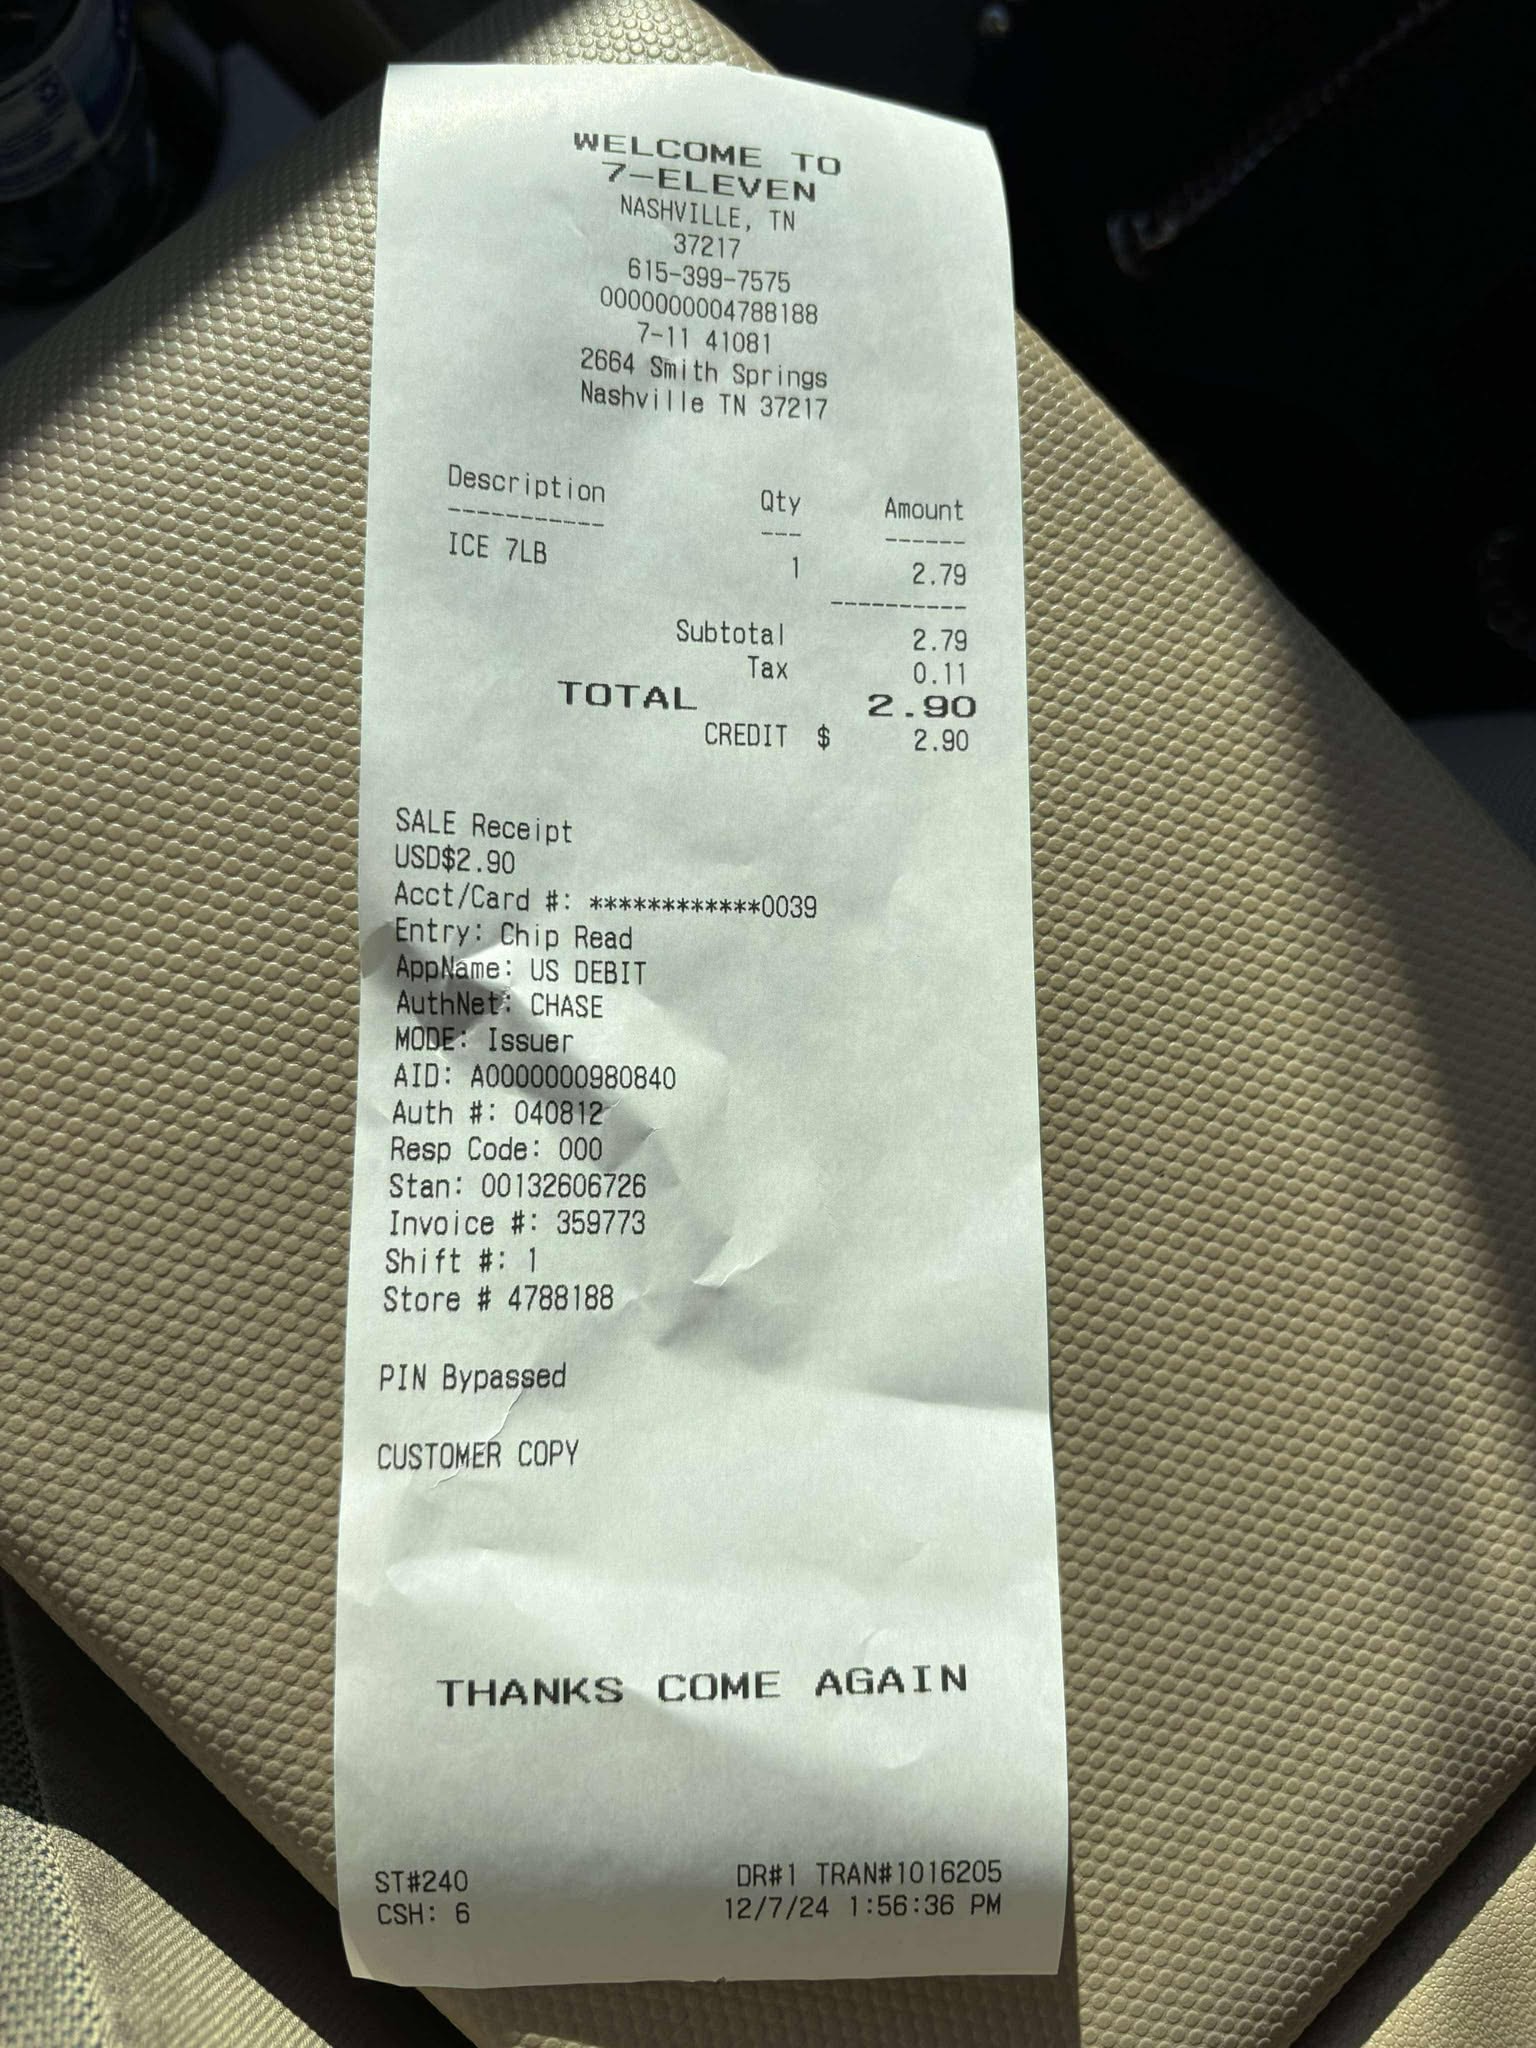 WELCOME TO
7-ELEVEN
NASHVILLE, TN
37217
615-399-7575
0000000004788188
7-11 41081
2664 Smith Springs
Nashville TN 37217
Description Qty Amount
----------- --- ------
ICE 7LB 1 2.79
----------
Subtotal 2.79
Tax 0.11
TOTAL 2.90
CREDIT $ 2.90
SALE Receipt
USD$2.90
Acct/Card #: ************0039
Entry: Chip Read
AppName: US DEBIT
AuthNet: CHASE
MODE: Issuer
AID: A0000000980840
Auth #: 040812
Resp Code: 000
Stan: 00132606726
Invoice #: 359773
Shift #: 1
Store # 4788188
PIN Bypassed
CUSTOMER COPY
THANKS COME AGAIN
ST#240 DR#1 TRAN#1016205
CSH: 6 12/7/24 1:56:36 PM